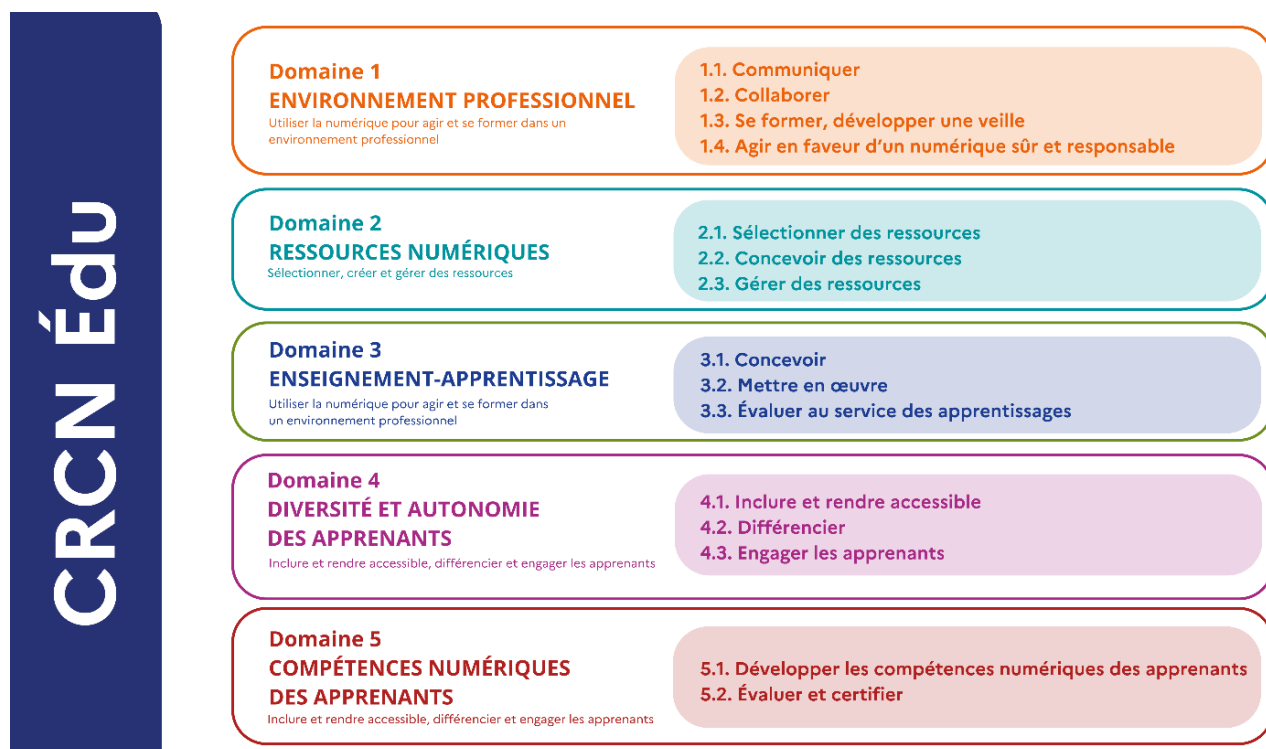 CRCN Édu
Domaine 1
ENVIRONNEMENT PROFESSIONNEL
Utiliser la numérique pour agir et se former dans un
environnement professionnel
1.1. Communiquer
1.2. Collaborer
1.3. Se former, développer une veille
1.4. Agir en faveur d'un numérique sûr et responsable
Domaine 2
RESSOURCES NUMÉRIQUES
Sélectionner, créer et gérer des ressources
2.1. Sélectionner des ressources
2.2. Concevoir des ressources
2.3. Gérer des ressources
Domaine 3
ENSEIGNEMENT-APPRENTISSAGE
Utiliser la numérique pour agir et se former dans
un environnement professionnel
3.1. Concevoir
3.2. Mettre en œuvre
3.3. Évaluer au service des apprentissages
Domaine 4
DIVERSITÉ ET AUTONOMIE
DES APPRENANTS
Inclure et rendre accessible, différencier et engager les apprenants
4.1. Inclure et rendre accessible
4.2. Différencier
4.3. Engager les apprenants
Domaine 5
COMPÉTENCES NUMÉRIQUES
DES APPRENANTS
Inclure et rendre accessible, différencier et engager les apprenants
5.1. Développer les compétences numériques des apprenants
5.2. Évaluer et certifier